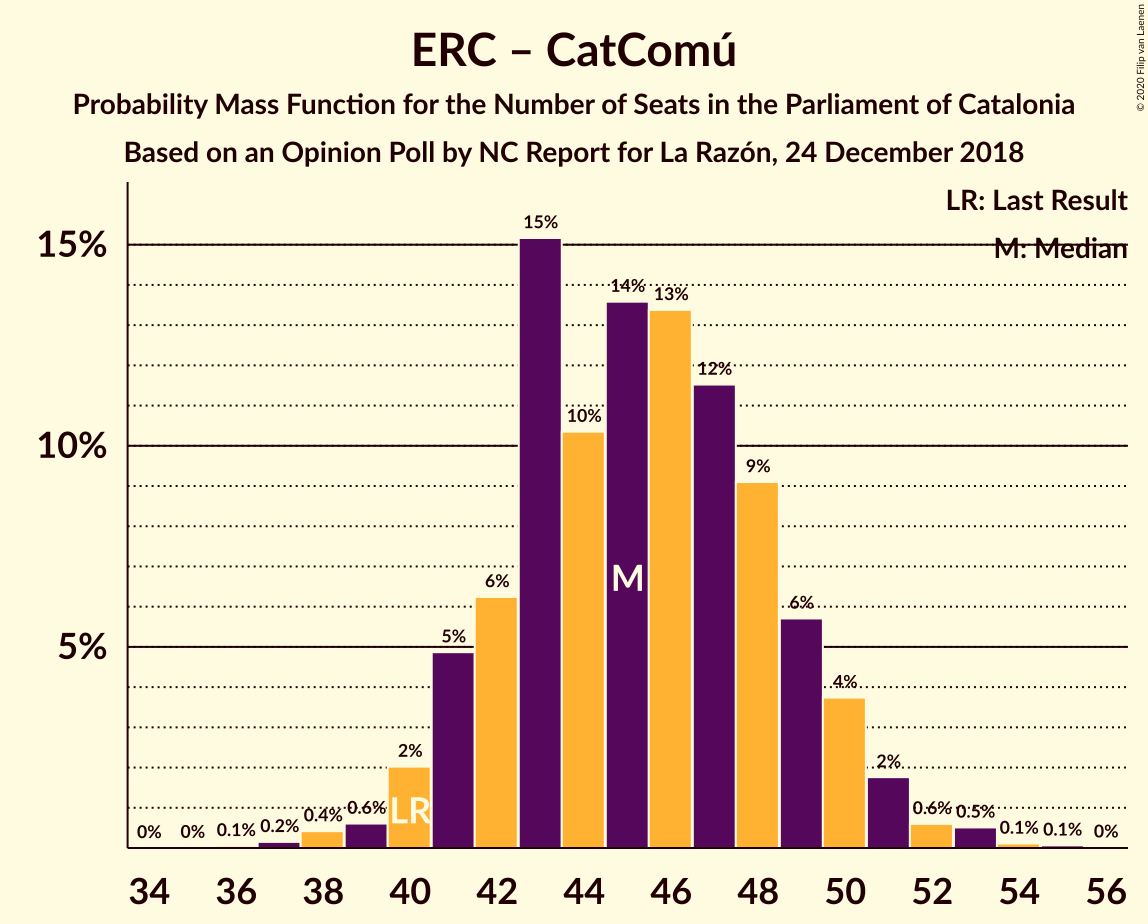 ERC – CatComú
Probability Mass Function for the Number of Seats in the Parliament of Catalonia
Based on an Opinion Poll by NC Report for La Razón, 24 December 2018
© 2020 Filip van Laenen
LR: Last Result
M: Median
15%
10%
5%
0%
0%
0.1%
0.2%
0.4%
0.6%
2%
5%
6%
15%
10%
14%
13%
12%
9%
6%
4%
2%
0.6%
0.5%
0.1%
0.1%
0%
LR
M
34 36 38 40 42 44 46 48 50 52 54 56